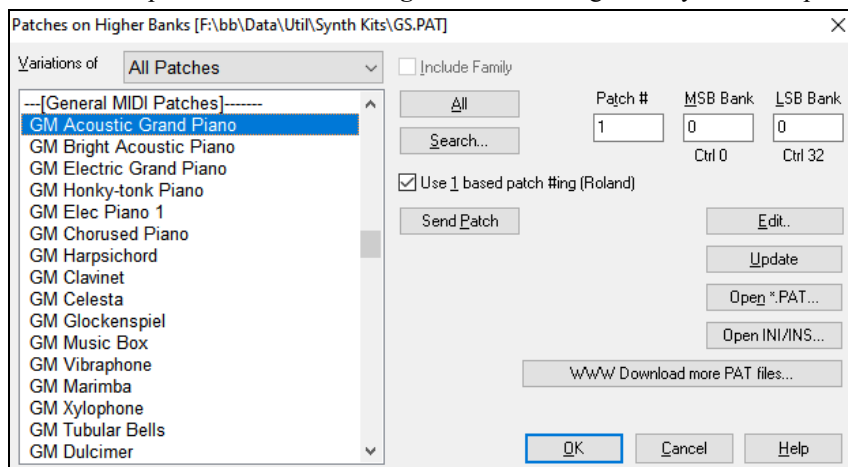 Patches on Higher Banks [F:\bb\Data\Util\Synth Kits\GS.PAT]
Variations of
All Patches
Include Family
---[General MIDI Patches]-------
GM Acoustic Grand Piano
GM Bright Acoustic Piano
GM Electric Grand Piano
GM Honky-tonk Piano
GM Elec Piano 1
GM Chorused Piano
GM Harpsichord
GM Clavinet
GM Celesta
GM Glockenspiel
GM Music Box
GM Vibraphone
GM Marimba
GM Xylophone
GM Tubular Bells
GM Dulcimer
All
Search...
Patch #
MSB Bank
LSB Bank
1
0
0
Ctrl 0
Ctrl 32
Use 1 based patch #ing (Roland)
Send Patch
Edit..
Update
Open *.PAT...
Open INI/INS...
WWW Download more PAT files...
OK
Cancel
Help